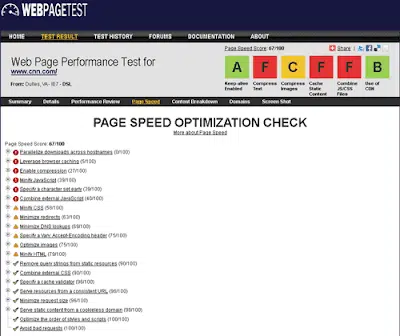 WEBPAGETEST
HOME TEST RESULT TEST HISTORY FORUMS DOCUMENTATION ABOUT
Page Speed Score: 67/100 Share
Web Page Performance Test for
www.cnn.com/
From: Dulles, VA - IE7 - DSL
A F C F F B
Keep-alive enabled
Compress Text
Compress Images
Cache Static Content
Combine JS/CSS Files
Use of CDN
Summary Details Performance Review Page Speed Content Breakdown Domains Screen Shot
PAGE SPEED OPTIMIZATION CHECK
More about Page Speed
Page Speed Score: 67/100
Parallelize downloads across hostnames (0/100)
Leverage browser caching (5/100)
Enable compression (27/100)
Minify JavaScript (39/100)
Specify a character set early (39/100)
Combine external JavaScript (40/100)
Minify CSS (58/100)
Minimize redirects (63/100)
Minimize DNS lookups (69/100)
Specify a Vary: Accept-Encoding header (75/100)
Optimize images (75/100)
Minify HTML (79/100)
Remove query strings from static resources (90/100)
Combine external CSS (90/100)
Specify a cache validator (96/100)
Serve resources from a consistent URL (96/100)
Minimize request size (96/100)
Serve static content from a cookieless domain (98/100)
Optimize the order of styles and scripts (100/100)
Avoid bad requests (100/100)